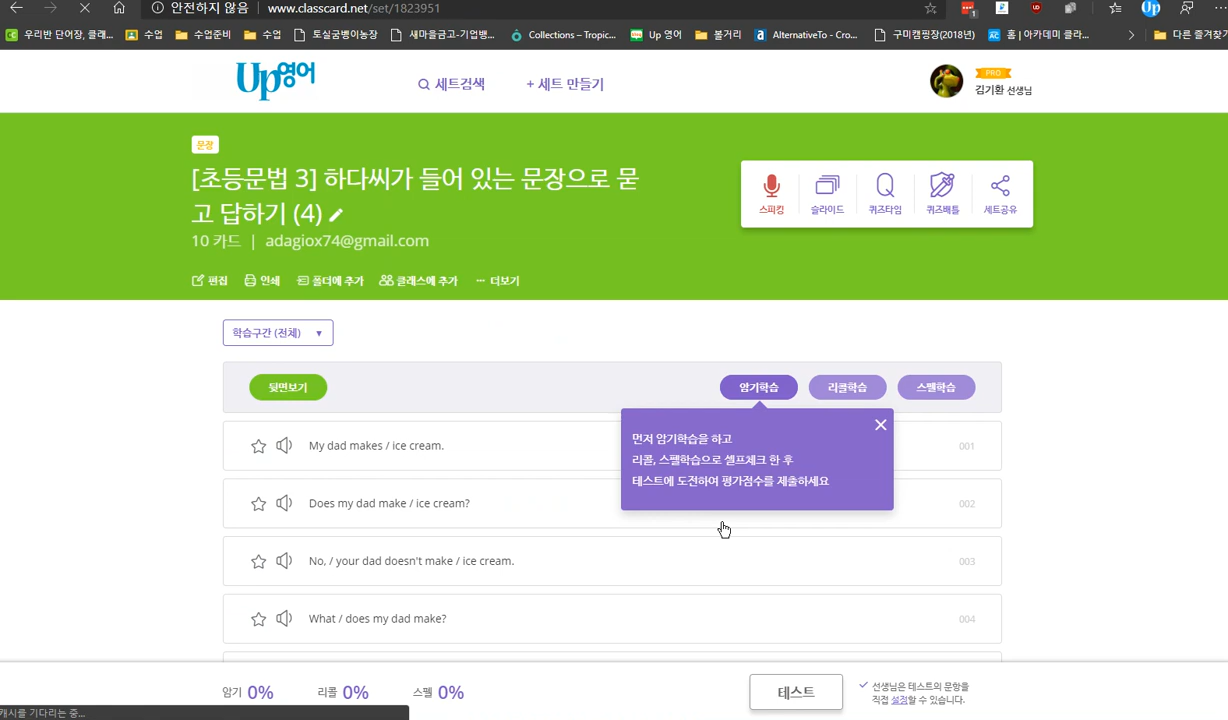 안전하지 않음 www.classcard.net/set/1823951
우리반 단어장, 클래... 수업 수업준비 수업 토실궁뱅이농장 새마을금고-기업뱅... Collections – Tropic... Up 영어 볼거리 AlternativeTo - Cro... 구미캠핑장(2018년) 홈 | 아카데미 클라... 다른 즐겨찾기
Up영어
세트검색
+ 세트 만들기
PRO
김기환 선생님
문장
[초등문법 3] 하다씨가 들어 있는 문장으로 묻
고 답하기 (4)
10 카드 | adagiox74@gmail.com
편집 인쇄 폴더에 추가 클래스에 추가 ··· 더보기
스피킹 슬라이드 퀴즈타임 퀴즈배틀 세트공유
학습구간 (전체) ▼
뒷면보기
암기학습 리콜학습 스펠학습
먼저 암기학습을 하고
리콜, 스펠학습으로 셀프체크 한 후
테스트에 도전하여 평가점수를 제출하세요
My dad makes / ice cream. 001
Does my dad make / ice cream? 002
No, / your dad doesn't make / ice cream. 003
What / does my dad make? 004
암기 0% 리콜 0% 스펠 0%
테스트
선생님은 테스트의 문항을
직접 설정할 수 있습니다.
캐시를 기다리는 중...